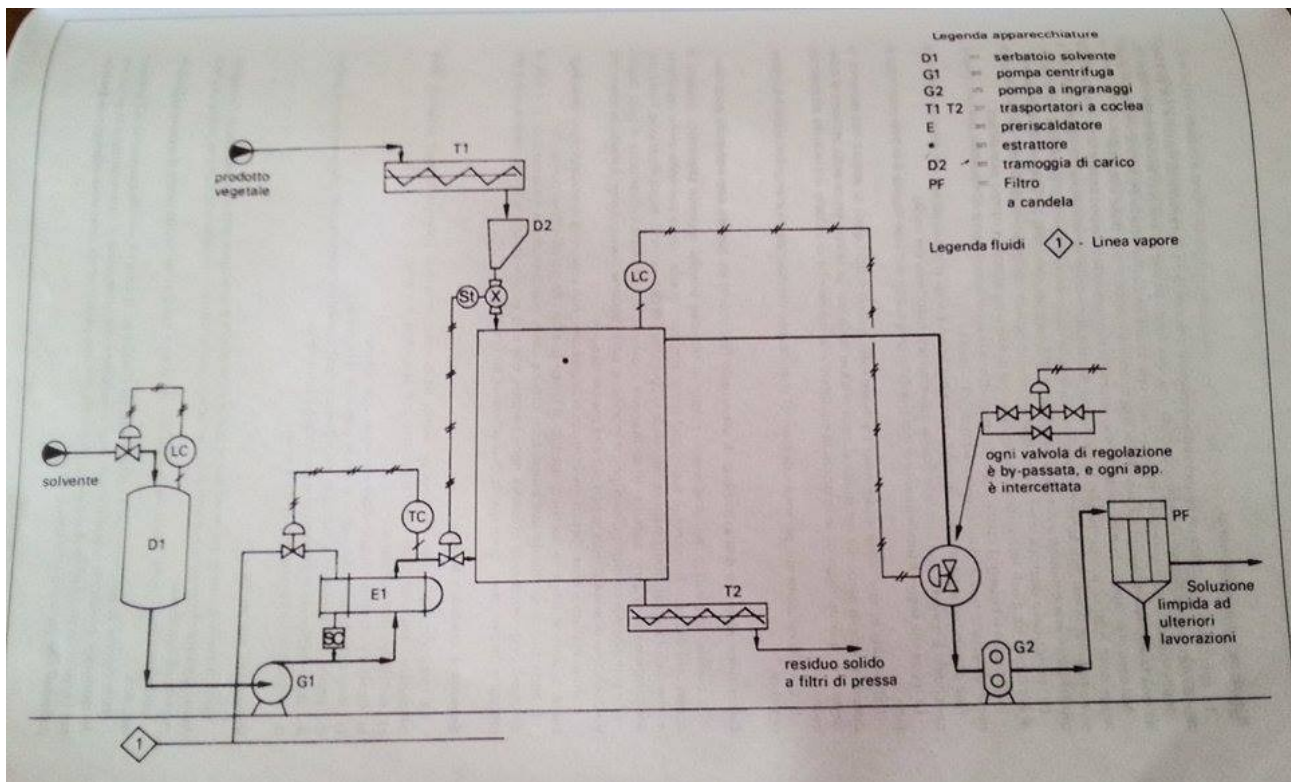 Legenda apparecchiature
D1 = serbatoio solvente
G1 = pompa centrifuga
G2 = pompa a ingranaggi
T1 T2 = trasportatori a coclea
E = preriscaldatore
• = estrattore
D2 = tramoggia di carico
PF = Filtro
a candela
Legenda fluidi 1 - Linea vapore
prodotto
vegetale
T1
D2
LC
St
X
solvente
LC
D1
TC
E1
SC
G1
1
T2
residuo solido
a filtri di pressa
ogni valvola di regolazione
è by-passata, e ogni app.
è intercettata
G2
PF
Soluzione
limpida ad
ulteriori
lavorazioni